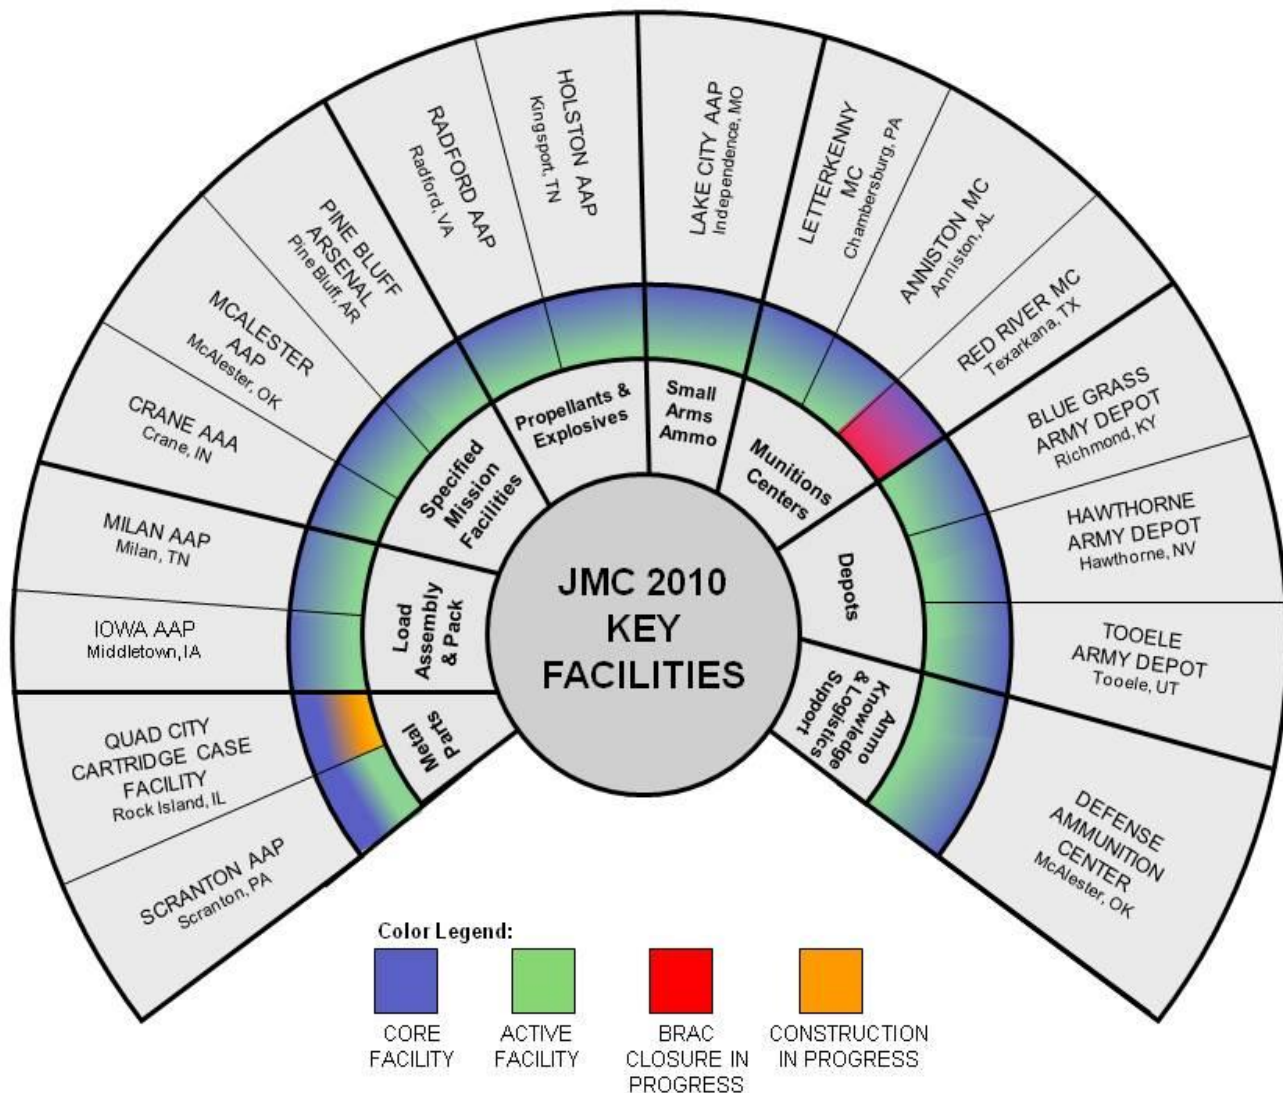 JMC 2010
KEY
FACILITIES
Metal
Parts
SCRANTON AAP
Scranton, PA
QUAD CITY
CARTRIDGE CASE
FACILITY
Rock Island, IL
Load
Assembly
& Pack
IOWA AAP
Middletown, IA
MILAN AAP
Milan, TN
Specified
Mission
Facilities
CRANE AAA
Crane, IN
MCALESTER
AAP
McAlester, OK
PINE BLUFF
ARSENAL
Pine Bluff, AR
Propellants &
Explosives
RADFORD AAP
Radford, VA
HOLSTON AAP
Kingsport, TN
Small
Arms
Ammo
LAKE CITY AAP
Independence, MO
Munitions
Centers
LETTERKENNY
MC
Chambersburg, PA
ANNISTON MC
Anniston, AL
RED RIVER MC
Texarkana, TX
Depots
BLUE GRASS
ARMY DEPOT
Richmond, KY
HAWTHORNE
ARMY DEPOT
Hawthorne, NV
TOOELE
ARMY DEPOT
Tooele, UT
Ammo
Knowledge
& Logistics
Support
DEFENSE
AMMUNITION
CENTER
McAlester, OK
Color Legend:
CORE
FACILITY
ACTIVE
FACILITY
BRAC
CLOSURE IN
PROGRESS
CONSTRUCTION
IN PROGRESS